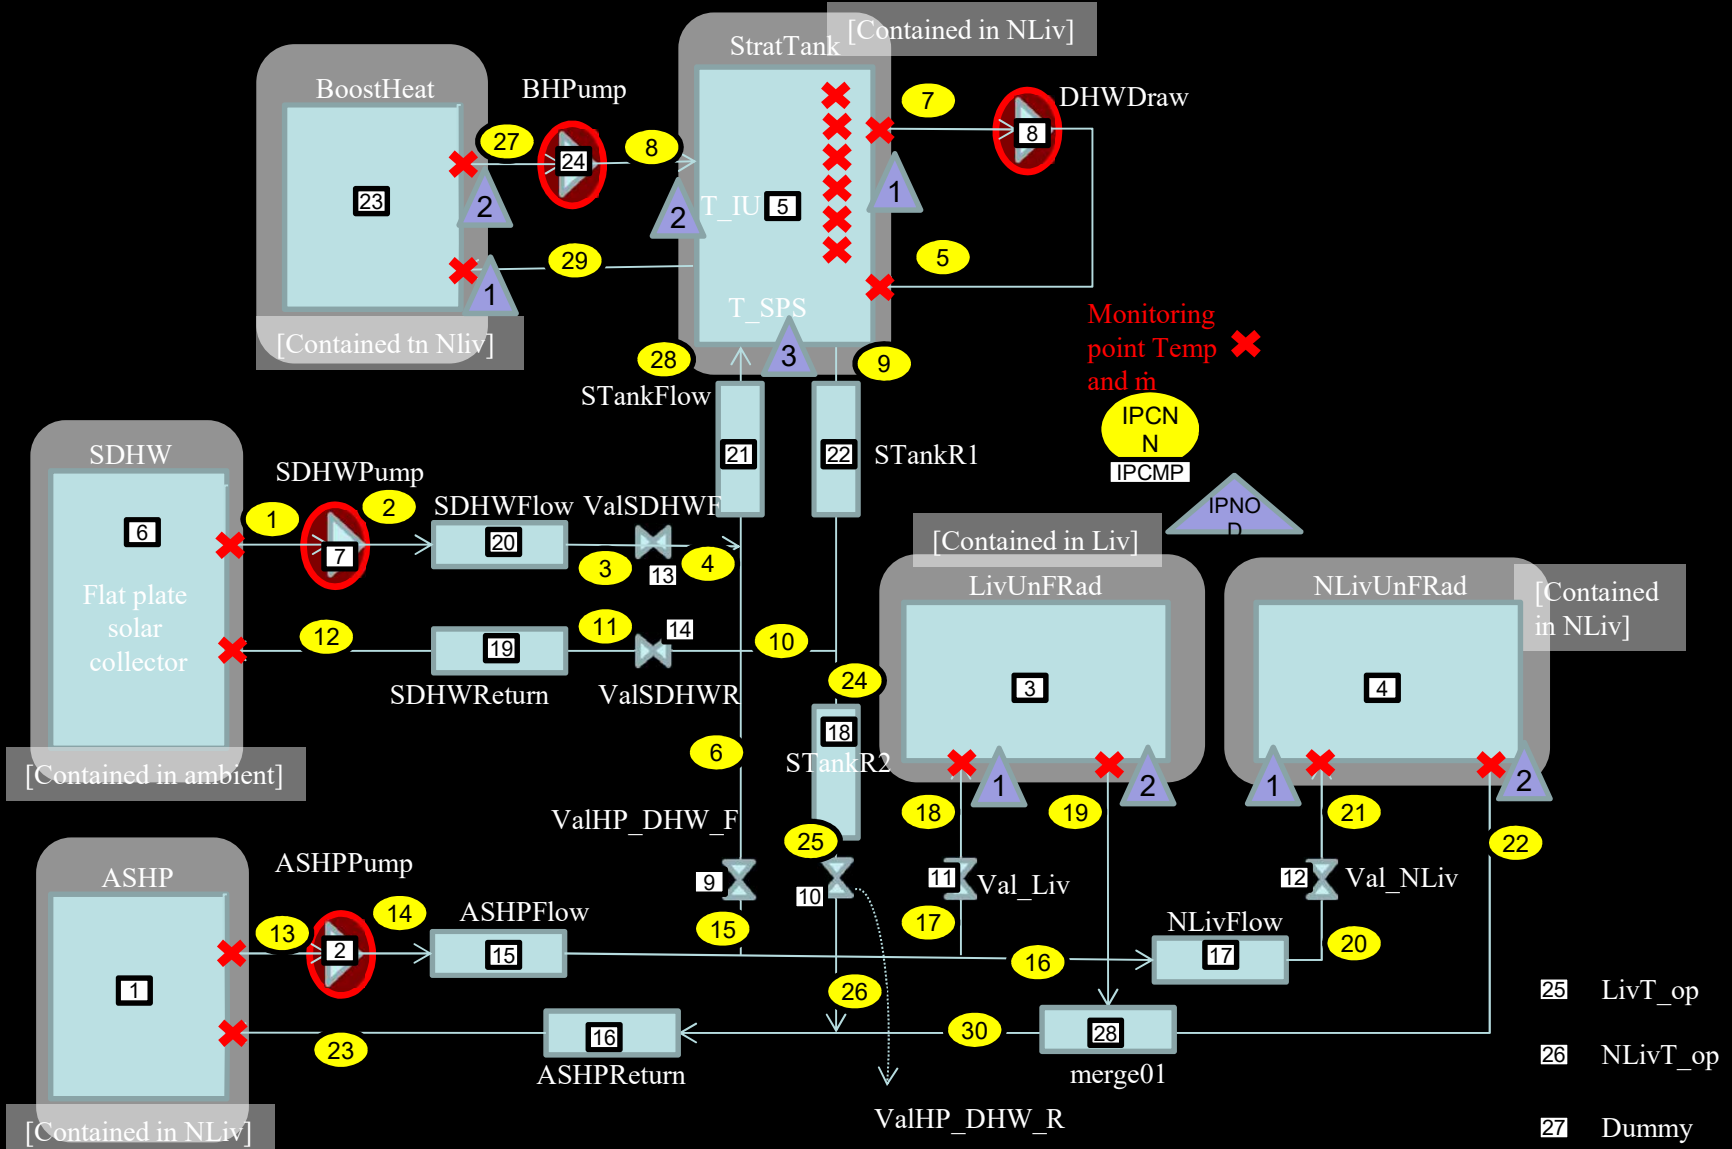 [Contained in NLiv]
StratTank
BoostHeat
BHPump
7
DHWDraw
27
24
8
8
23
2
2
T_IU
5
1
29
5
1
T_SPS
3
[Contained tn Nliv]
28
9
Monitoring
point Temp
and ṁ
STankFlow
IPCN
N
IPCMP
SDHW
SDHWPump
21
22
STankR1
1
2
SDHWFlow
ValSDHWF
IPNO
D
6
7
20
3
13
4
[Contained in Liv]
LivUnFRad
NLivUnFRad
[Contained
in NLiv]
Flat plate
solar
collector
12
19
11
14
10
SDHWReturn
ValSDHWR
24
3
4
18
6
STankR2
[Contained in ambient]
1
2
1
2
ValHP_DHW_F
25
18
19
21
22
ASHP
ASHPPump
9
10
11
Val_Liv
12
Val_NLiv
13
14
ASHPFlow
15
17
NLivFlow
20
2
15
16
17
1
26
25
LivT_op
23
16
30
28
ASHPReturn
merge01
26
NLivT_op
[Contained in NLiv]
ValHP_DHW_R
27
Dummy